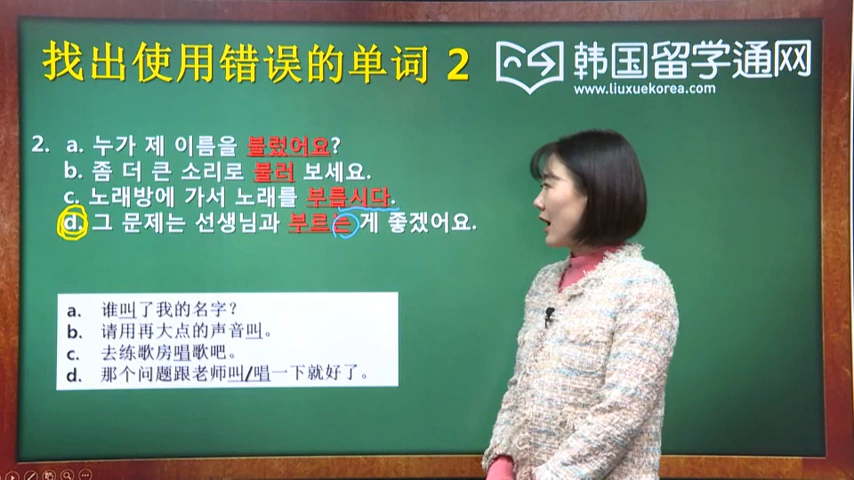 找出使用错误的单词 2
韩国留学通网
www.liuxuekorea.com
2. a. 누가 제 이름을 불렀어요?
b. 좀 더 큰 소리로 불러 보세요.
c. 노래방에 가서 노래를 부릅시다.
d. 그 문제는 선생님과 부르는 게 좋겠어요.
a. 谁叫了我的名字？
b. 请用再大点的声音叫。
c. 去练歌房唱歌吧。
d. 那个问题跟老师叫/唱一下就好了。